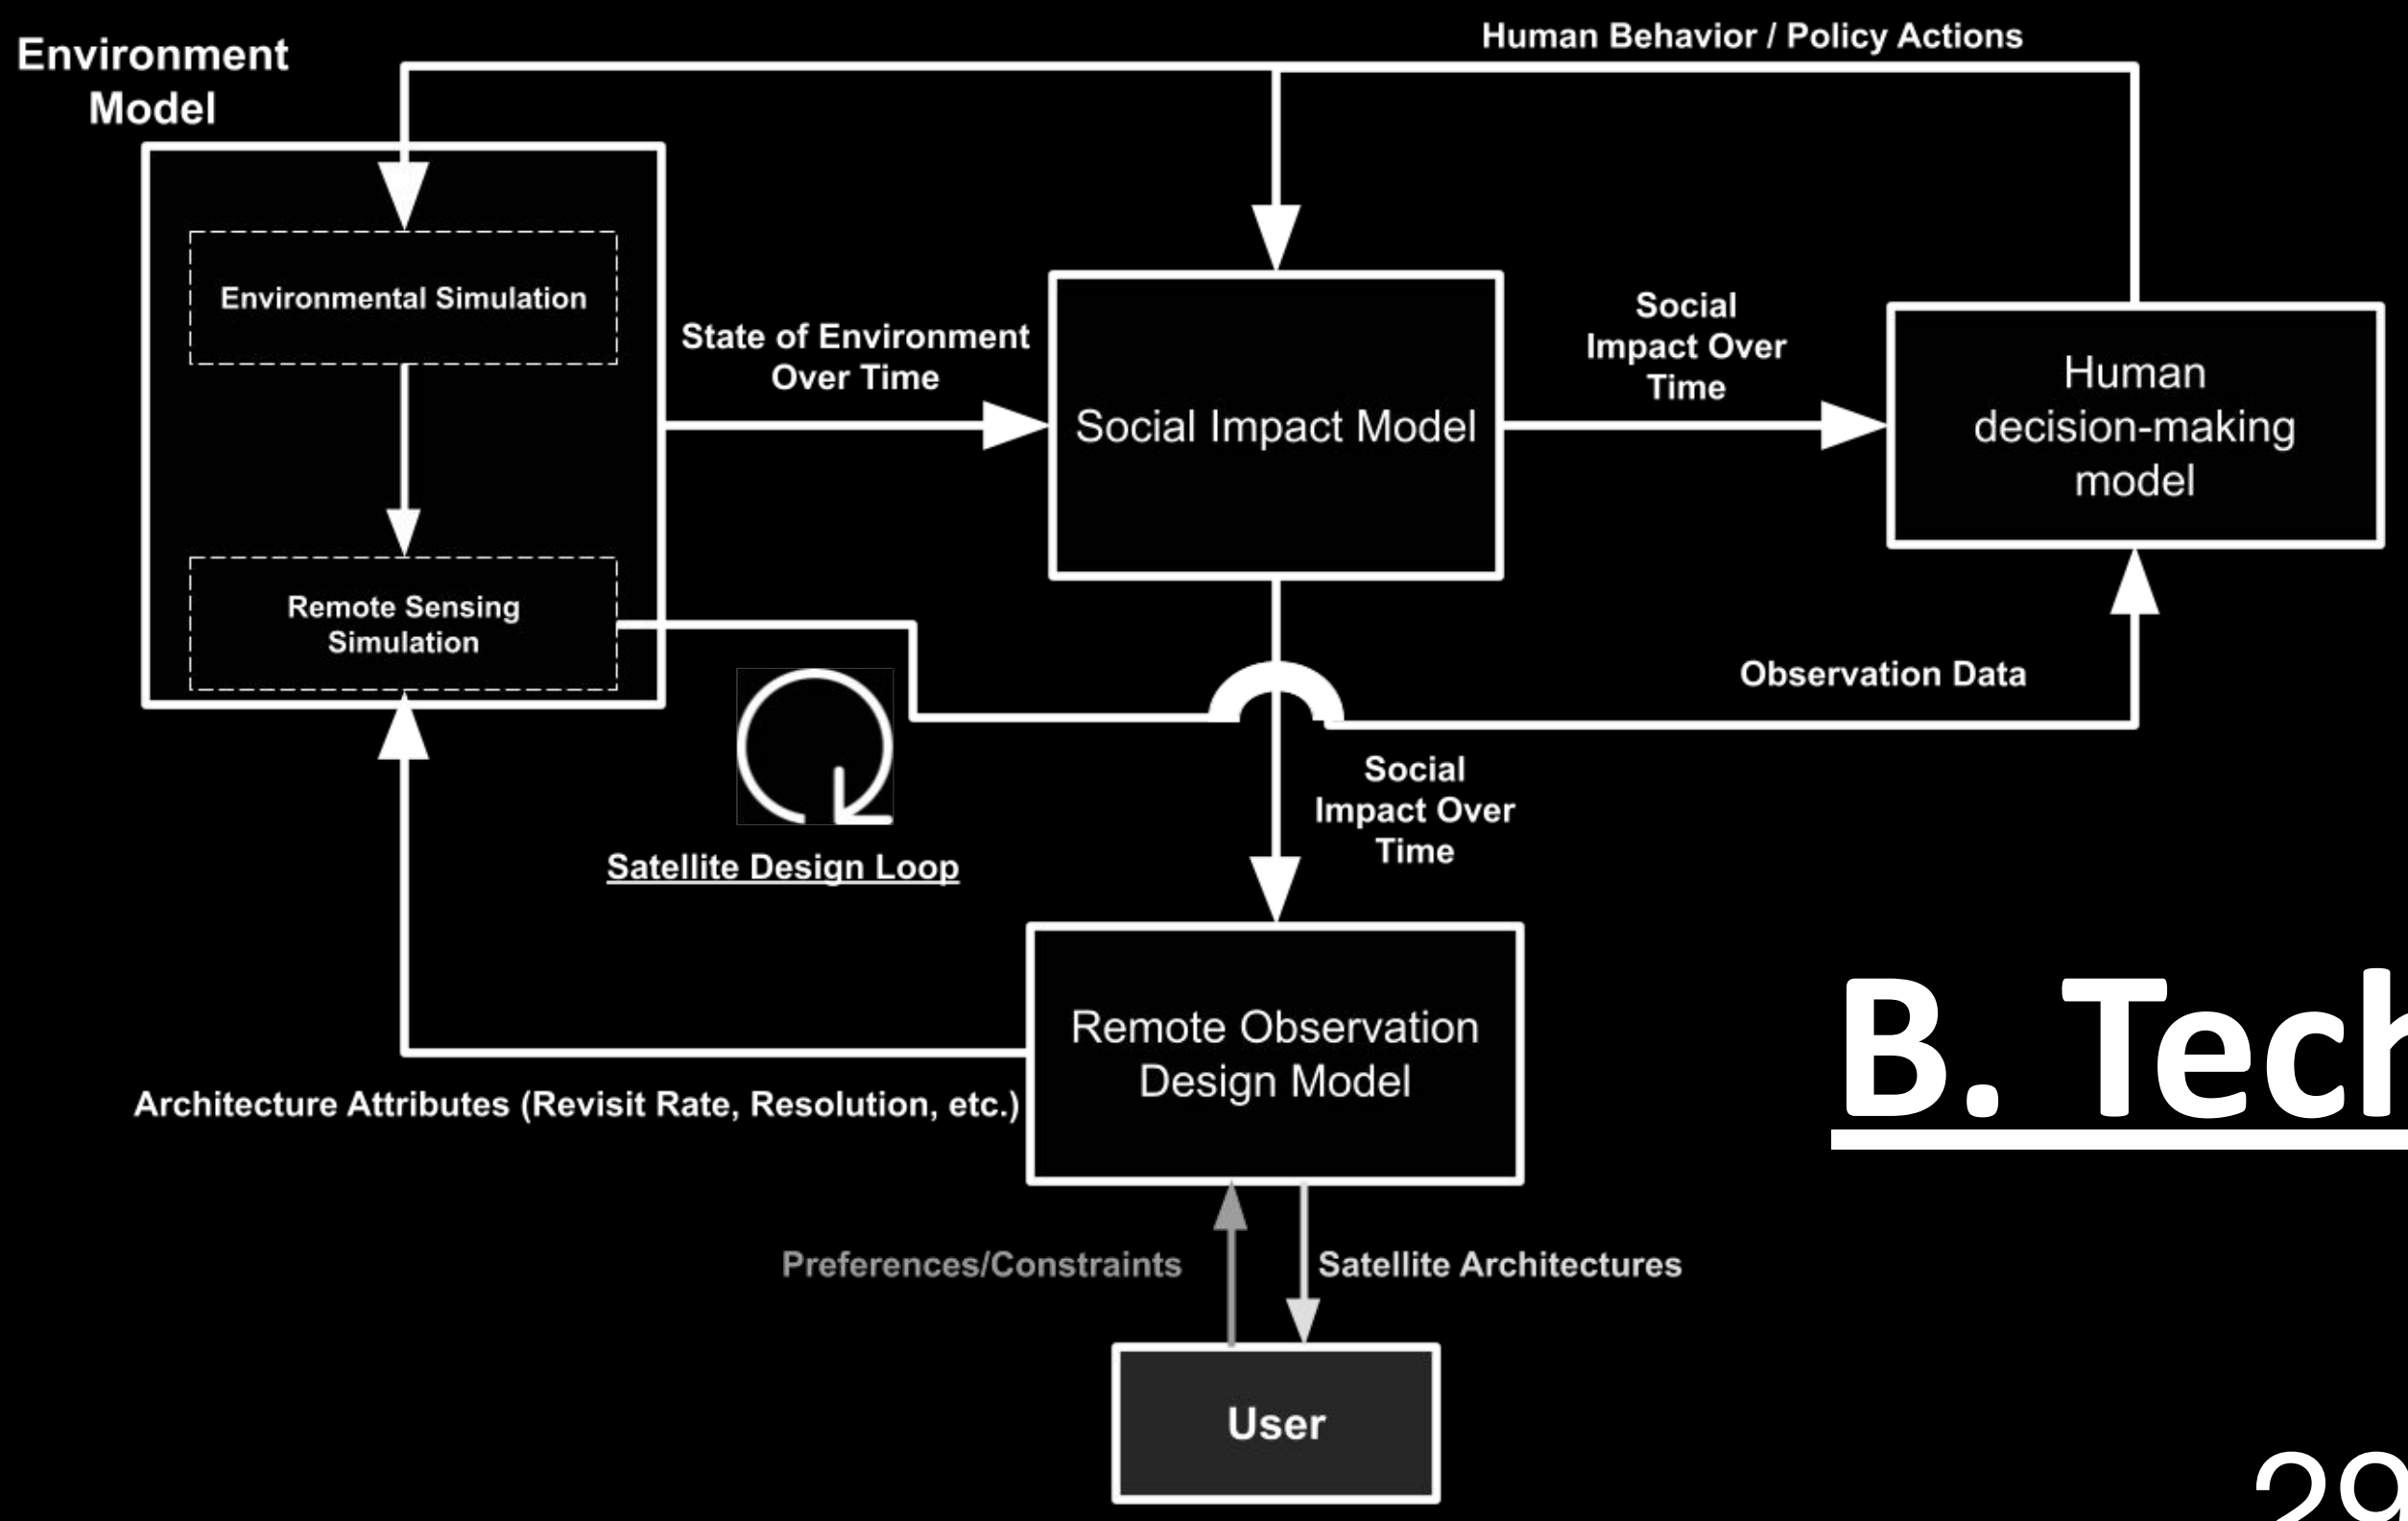 Human Behavior / Policy Actions
Environment
Model
Environmental Simulation
State of Environment
Over Time
Social Impact Model
Social
Impact Over
Time
Human
decision-making
model
Remote Sensing
Simulation
Observation Data
Satellite Design Loop
Social
Impact Over
Time
Remote Observation
Design Model
Architecture Attributes (Revisit Rate, Resolution, etc.)
B. Tech
Preferences/Constraints
Satellite Architectures
User
29